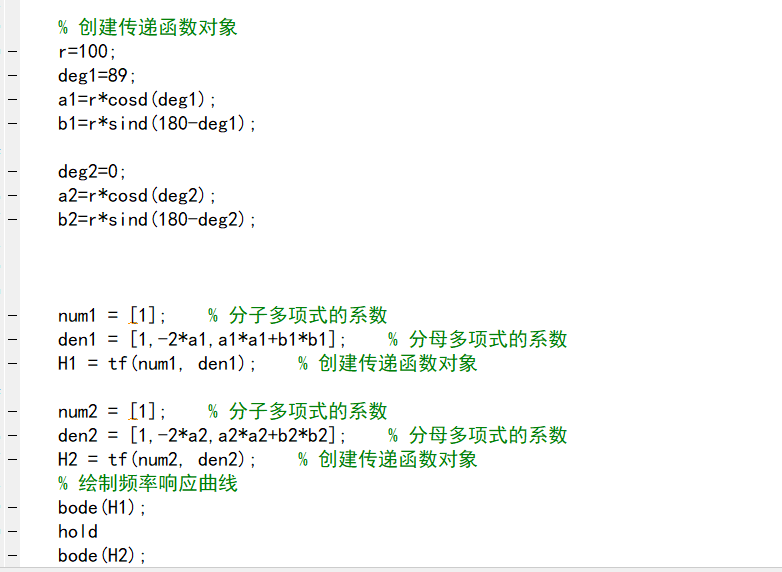 % 创建传递函数对象
r=100;
deg1=89;
a1=r*cosd(deg1);
b1=r*sind(180-deg1);
deg2=0;
a2=r*cosd(deg2);
b2=r*sind(180-deg2);
num1 = [1];    % 分子多项式的系数
den1 = [1,-2*a1,a1*a1+b1*b1];    % 分母多项式的系数
H1 = tf(num1, den1);    % 创建传递函数对象
num2 = [1];    % 分子多项式的系数
den2 = [1,-2*a2,a2*a2+b2*b2];    % 分母多项式的系数
H2 = tf(num2, den2);    % 创建传递函数对象
% 绘制频率响应曲线
bode(H1);
hold
bode(H2);